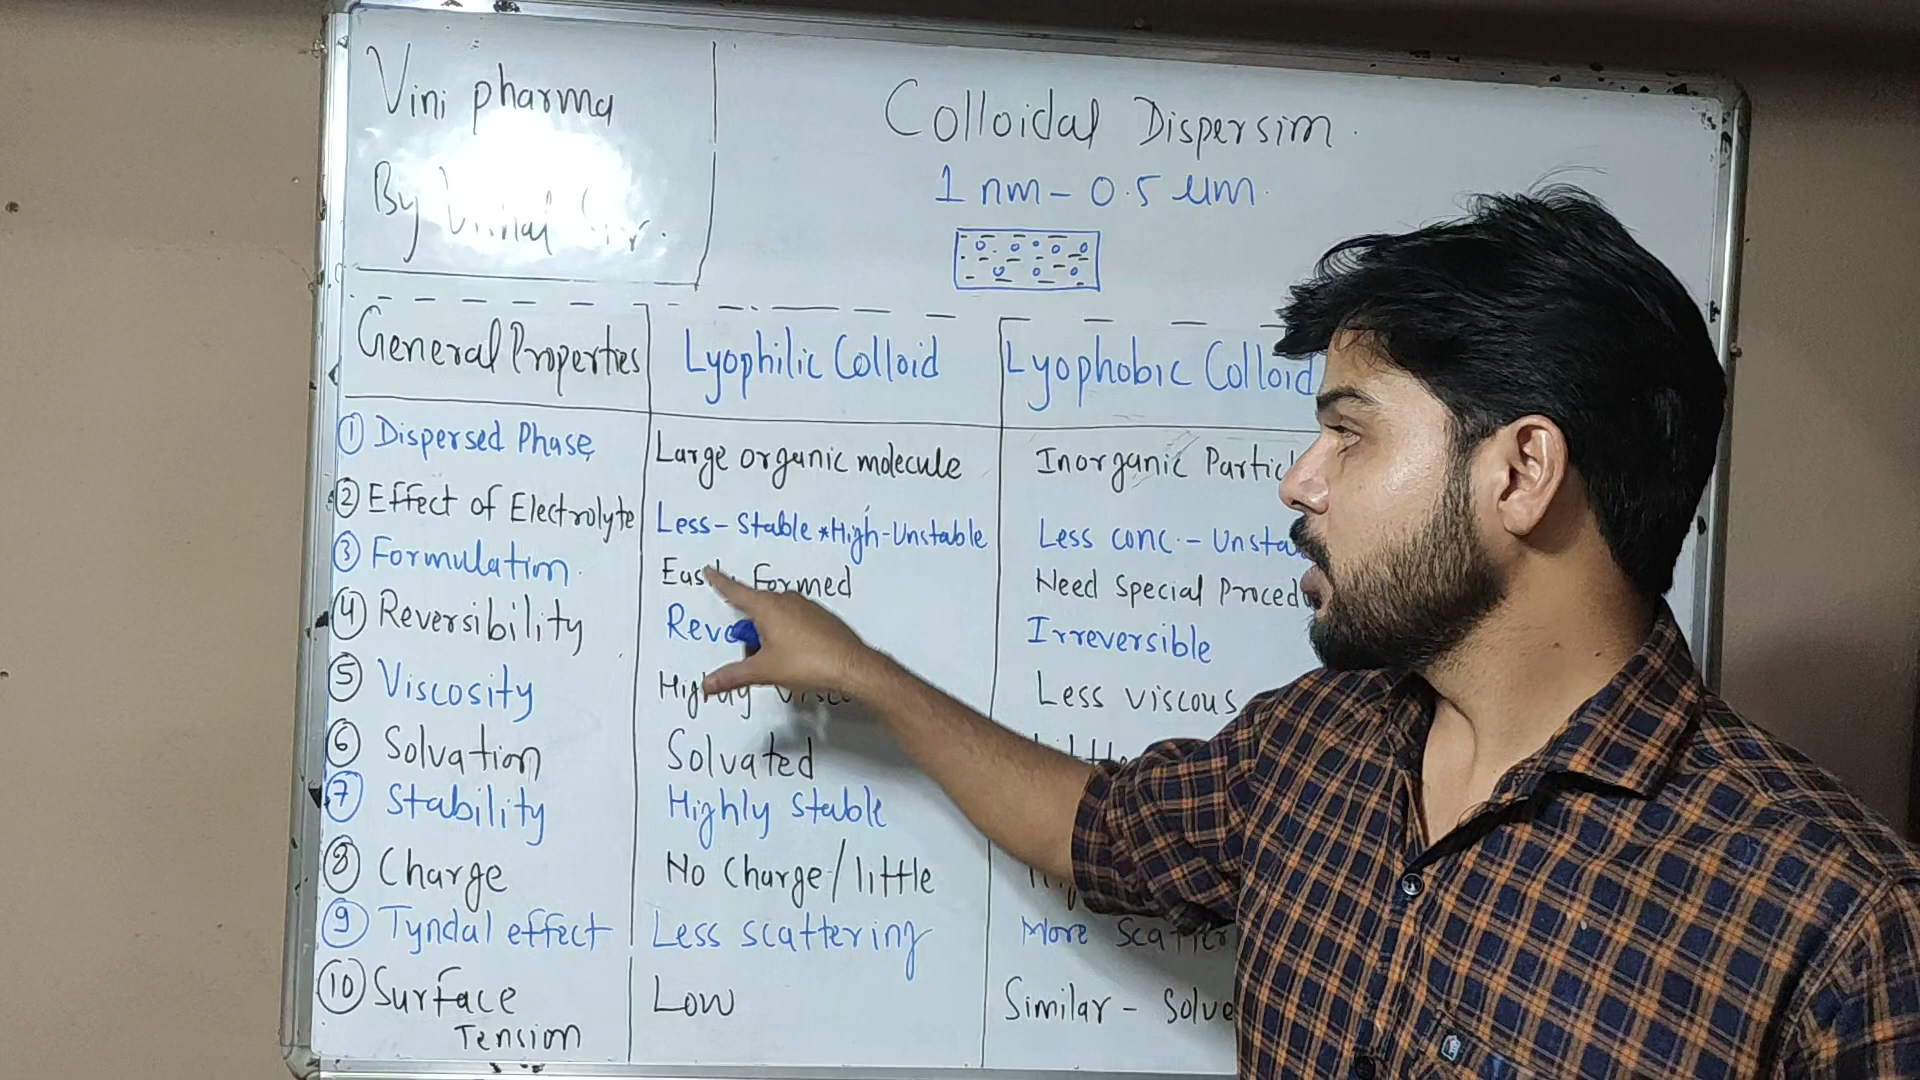 Vini pharma
By
Colloidal Dispersim.
1 nm - 0.5 um.
General Properties Lyophilic Colloid Lyophobic Colloid
① Dispersed Phase Large organic molecule Inorganic
② Effect of Electrolyte Less - Stable *High - Unstable Less conc. -
③ Formulation. Formed Need Special
④ Reversibility Irreversible
⑤ Viscosity Less viscous
⑥ Solvation Solvated
⑦ Stability Highly Stable
⑧ Charge No Charge / little
⑨ Tyndal effect Less scattering More
⑩ Surface Tension Low Similar -